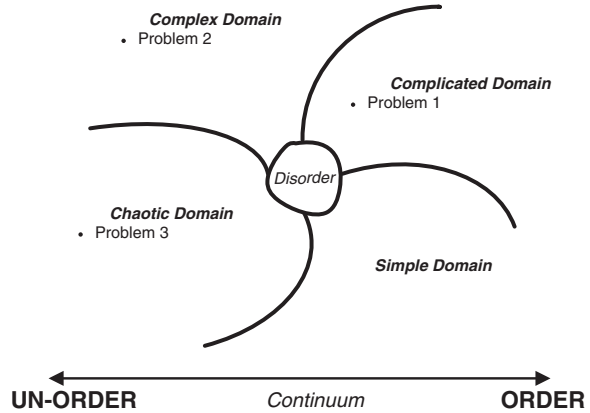 Complex Domain
• Problem 2
Complicated Domain
• Problem 1
Disorder
Chaotic Domain
• Problem 3
Simple Domain
UN-ORDER Continuum ORDER